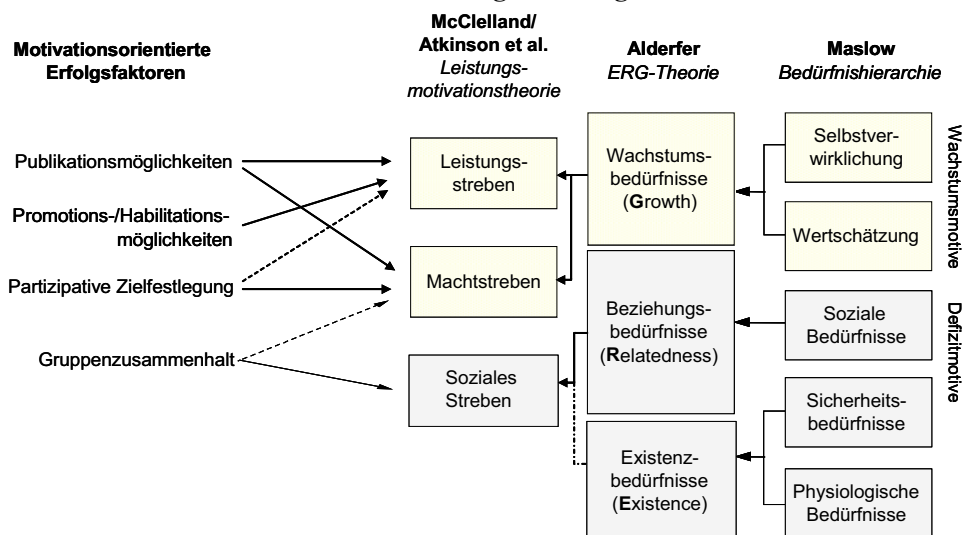 Motivationsorientierte
Erfolgsfaktoren
McClelland/
Atkinson et al.
Leistungs-
motivationstheorie
Alderfer
ERG-Theorie
Maslow
Bedürfnishierarchie
Publikationsmöglichkeiten
Promotions-/Habilitations-
möglichkeiten
Partizipative Zielfestlegung
Gruppenzusammenhalt
Leistungs-
streben
Machtstreben
Soziales
Streben
Wachstums-
bedürfnisse
(Growth)
Beziehungs-
bedürfnisse
(Relatedness)
Existenz-
bedürfnisse
(Existence)
Selbstver-
wirklichung
Wertschätzung
Soziale
Bedürfnisse
Sicherheits-
bedürfnisse
Physiologische
Bedürfnisse
Wachstumsmotive
Defizitmotive